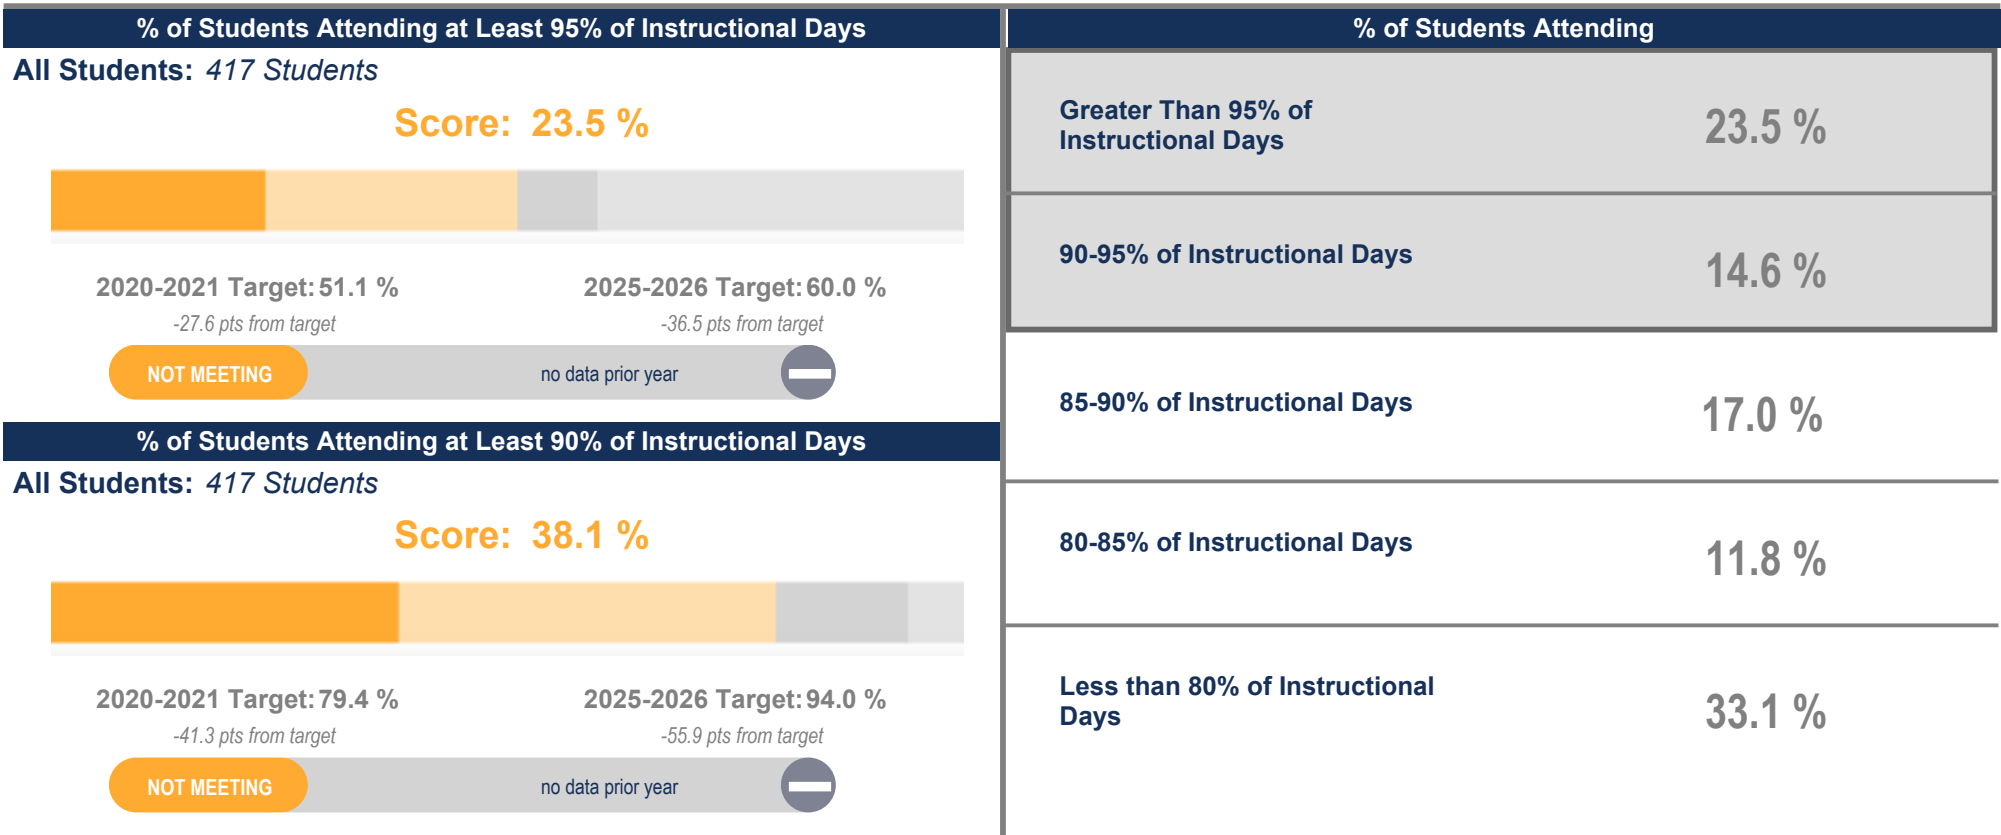 % of Students Attending at Least 95% of Instructional Days
All Students: 417 Students
Score: 23.5 %
2020-2021 Target: 51.1 %
-27.6 pts from target
2025-2026 Target: 60.0 %
-36.5 pts from target
NOT MEETING
no data prior year
% of Students Attending at Least 90% of Instructional Days
All Students: 417 Students
Score: 38.1 %
2020-2021 Target: 79.4 %
-41.3 pts from target
2025-2026 Target: 94.0 %
-55.9 pts from target
NOT MEETING
no data prior year
% of Students Attending
Greater Than 95% of
Instructional Days
23.5 %
90-95% of Instructional Days
14.6 %
85-90% of Instructional Days
17.0 %
80-85% of Instructional Days
11.8 %
Less than 80% of Instructional
Days
33.1 %